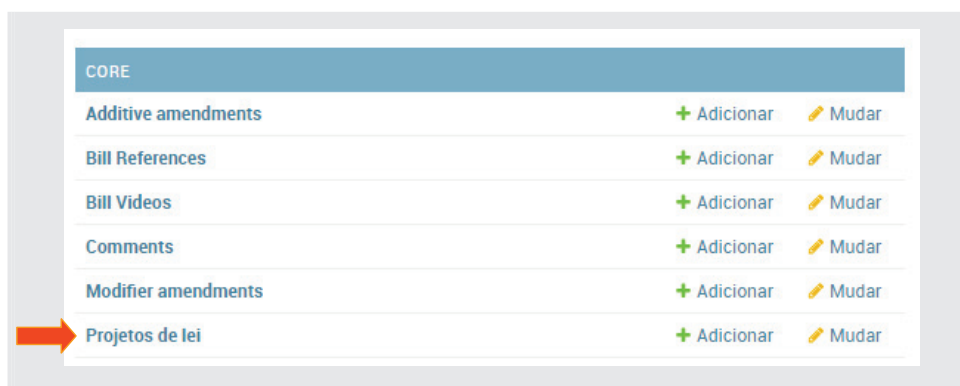 CORE
Additive amendments Adicionar Mudar
Bill References Adicionar Mudar
Bill Videos Adicionar Mudar
Comments Adicionar Mudar
Modifier amendments Adicionar Mudar
Projetos de lei Adicionar Mudar